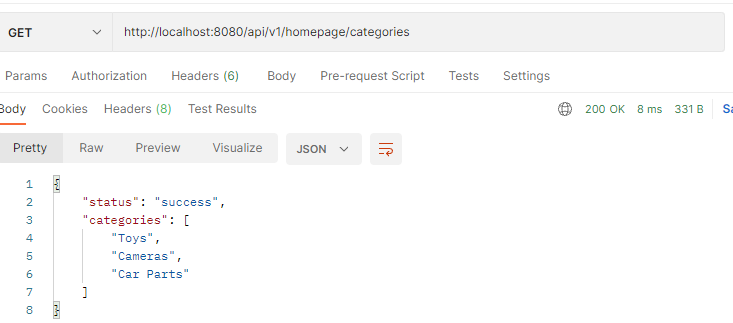 GET http://localhost:8080/api/v1/homepage/categories
Params Authorization Headers (6) Body Pre-request Script Tests Settings
Body Cookies Headers (8) Test Results 200 OK 8 ms 331 B Sa
Pretty Raw Preview Visualize JSON
1 {
2 "status": "success",
3 "categories": [
4 "Toys",
5 "Cameras",
6 "Car Parts"
7 ]
8 }